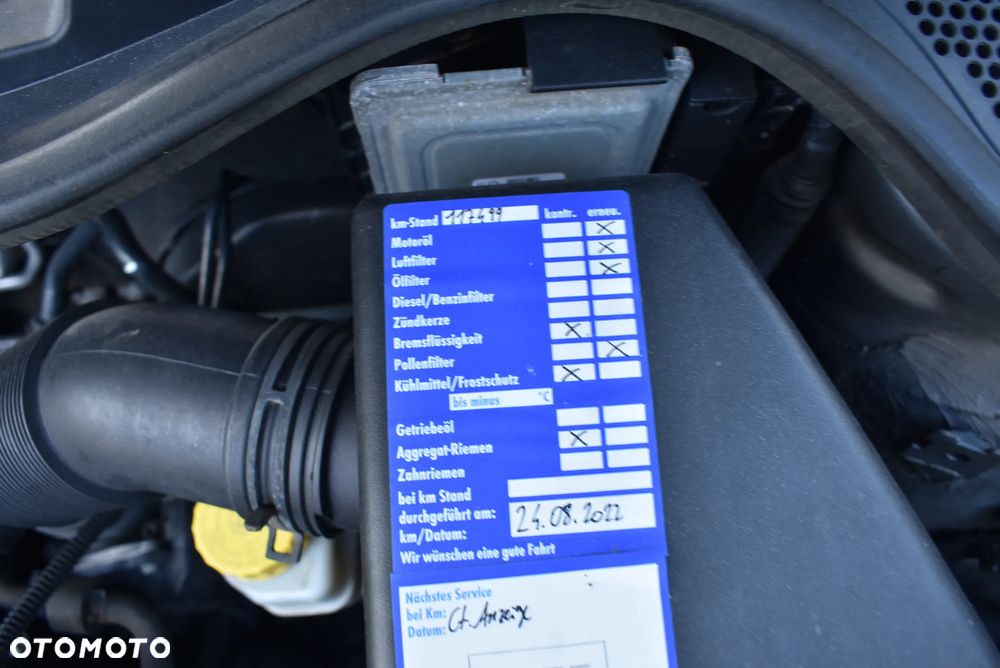 km-Stand kontr. erneu.
Motoröl X
Luftfilter X
Ölfilter X
Diesel/Benzinfilter
Zündkerze
Bremsflüssigkeit X
Pollenfilter X
Kühlmittel/Frostschutz X
bis minus °C
Getriebeöl
Aggregat-Riemen X
Zahnriemen
bei km Stand
durchgeführt am:
km/Datum: 24.08.2022
Wir wünschen eine gute Fahrt
Nächstes Service
bei Km:
Datum: Anzeige
OTOMOTO